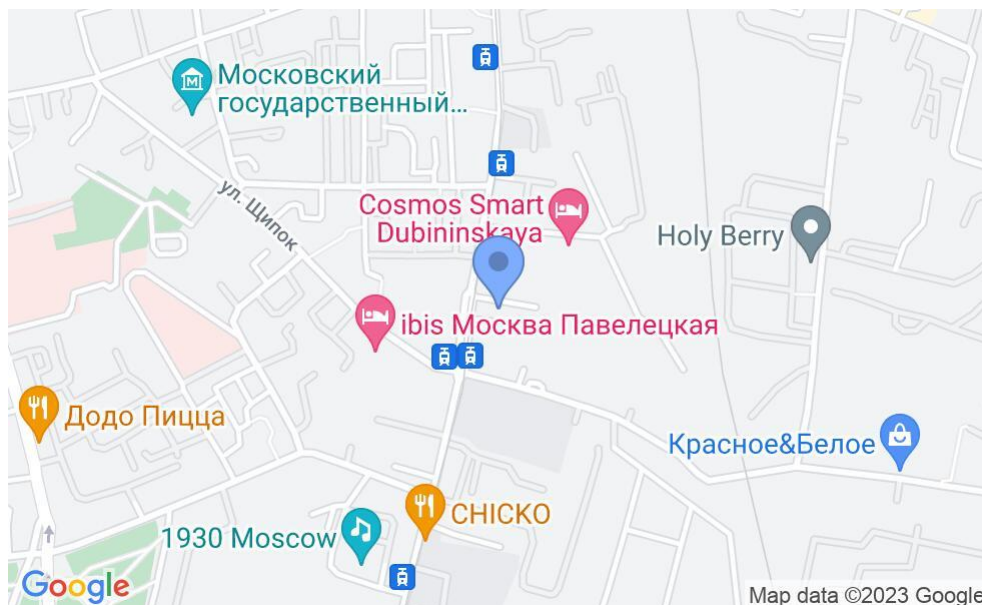 Московский
государственный...
ул. Щипок
Cosmos Smart
Dubininskaya
Holy Berry
ibis Москва Павелецкая
Додо Пицца
Красное&Белое
CHICKO
1930 Moscow
Google
Map data ©2023 Google